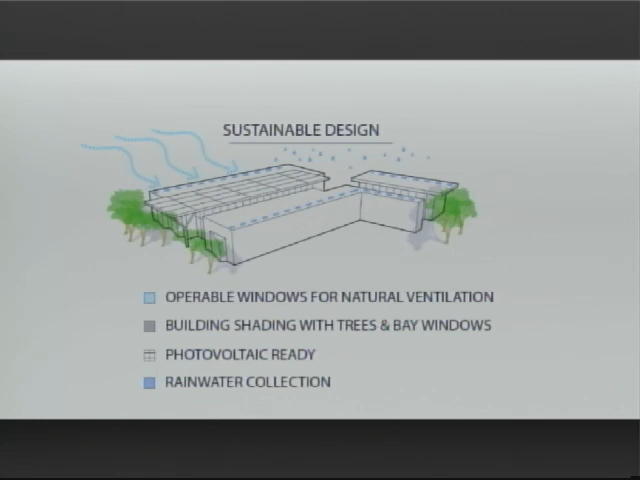 SUSTAINABLE DESIGN
OPERABLE WINDOWS FOR NATURAL VENTILATION
BUILDING SHADING WITH TREES & BAY WINDOWS
PHOTOVOLTAIC READY
RAINWATER COLLECTION